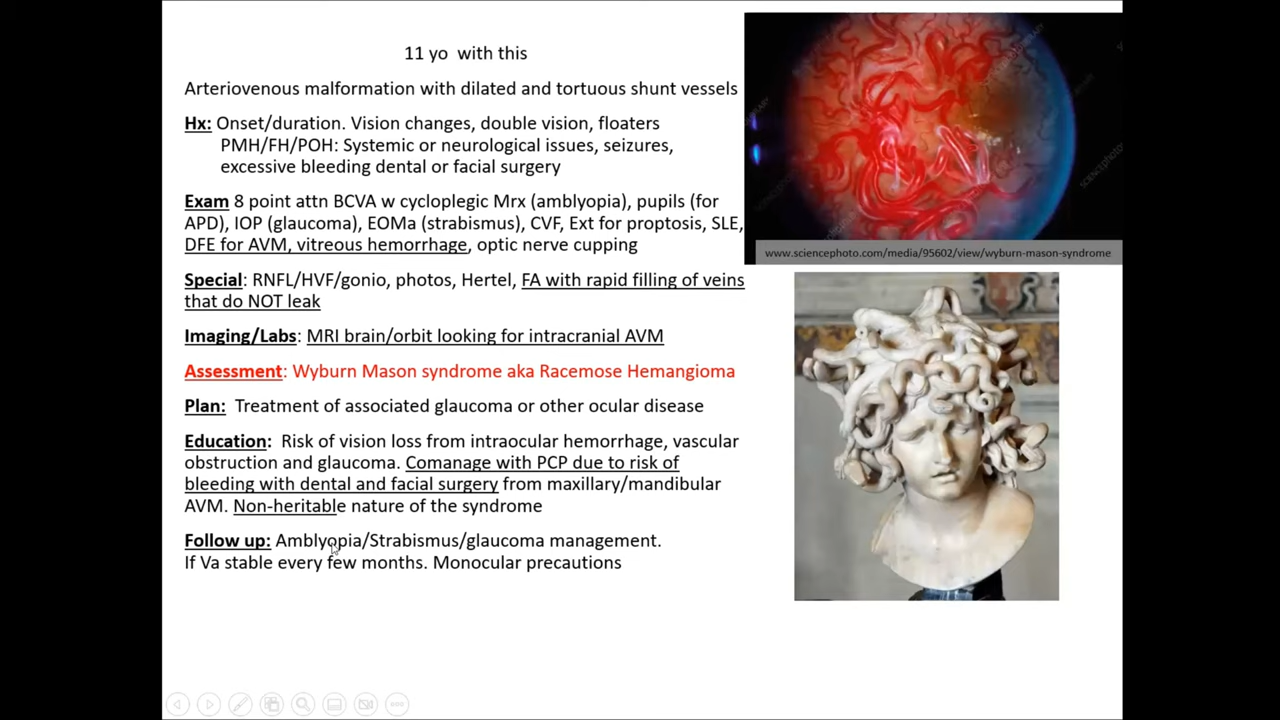 11 yo with this
Arteriovenous malformation with dilated and tortuous shunt vessels
Hx: Onset/duration. Vision changes, double vision, floaters
PMH/FH/POH: Systemic or neurological issues, seizures,
excessive bleeding dental or facial surgery
Exam 8 point attn BCVA w cycloplegic Mrx (amblyopia), pupils (for
APD), IOP (glaucoma), EOMa (strabismus), CVF, Ext for proptosis, SLE,
DFE for AVM, vitreous hemorrhage, optic nerve cupping
Special: RNFL/HVF/gonio, photos, Hertel, FA with rapid filling of veins
that do NOT leak
Imaging/Labs: MRI brain/orbit looking for intracranial AVM
Assessment: Wyburn Mason syndrome aka Racemose Hemangioma
Plan: Treatment of associated glaucoma or other ocular disease
Education: Risk of vision loss from intraocular hemorrhage, vascular
obstruction and glaucoma. Comanage with PCP due to risk of
bleeding with dental and facial surgery from maxillary/mandibular
AVM. Non-heritable nature of the syndrome
Follow up: Amblyopia/Strabismus/glaucoma management.
If Va stable every few months. Monocular precautions
www.sciencephoto.com/media/95602/view/wyburn-mason-syndrome